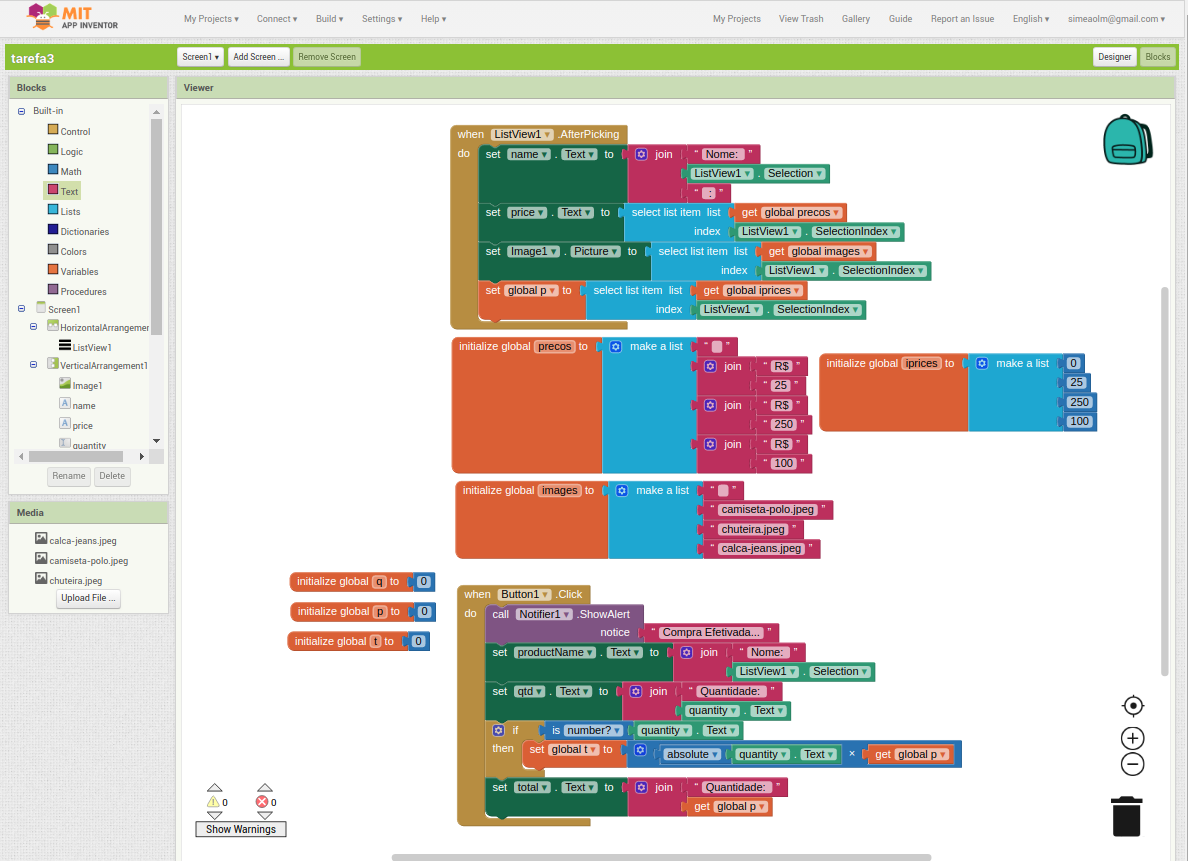 MIT
APP INVENTOR
My Projects ▾ Connect ▾ Build ▾ Settings ▾ Help ▾ My Projects View Trash Gallery Guide Report an Issue English ▾ simeaolm@gmail.com ▾
tarefa3 Screen1 ▾ Add Screen ... Remove Screen Designer Blocks
Blocks
Built-in
Control
Logic
Math
Text
Lists
Dictionaries
Colors
Variables
Procedures
Screen1
HorizontalArrangemer
ListView1
VerticalArrangement1
Image1
name
price
quantity
Rename Delete
Media
calca-jeans.jpeg
camiseta-polo.jpeg
chuteira.jpeg
Upload File ...
Viewer
when ListView1 ▾ .AfterPicking
do set name ▾ . Text ▾ to join " Nome: "
ListView1 ▾ . Selection ▾
" : "
set price ▾ . Text ▾ to select list item list get global precos ▾
index ListView1 ▾ . SelectionIndex ▾
set Image1 ▾ . Picture ▾ to select list item list get global images ▾
index ListView1 ▾ . SelectionIndex ▾
set global p ▾ to select list item list get global iprices ▾
index ListView1 ▾ . SelectionIndex ▾
initialize global precos to make a list " "
join " R$ "
" 25 "
join " R$ "
" 250 "
join " R$ "
" 100 "
initialize global iprices to make a list 0
25
250
100
initialize global images to make a list " "
" camiseta-polo.jpeg "
" chuteira.jpeg "
" calca-jeans.jpeg "
initialize global q to 0
initialize global p to 0
initialize global t to 0
when Button1 ▾ .Click
do call Notifier1 ▾ .ShowAlert
notice " Compra Efetivada... "
set productName ▾ . Text ▾ to join " Nome: "
ListView1 ▾ . Selection ▾
set qtd ▾ . Text ▾ to join " Quantidade: "
quantity ▾ . Text ▾
if is number? ▾ quantity ▾ . Text ▾
then set global t ▾ to absolute ▾ quantity ▾ . Text ▾ × get global p ▾
set total ▾ . Text ▾ to join " Quantidade: "
get global p ▾
0 0
Show Warnings